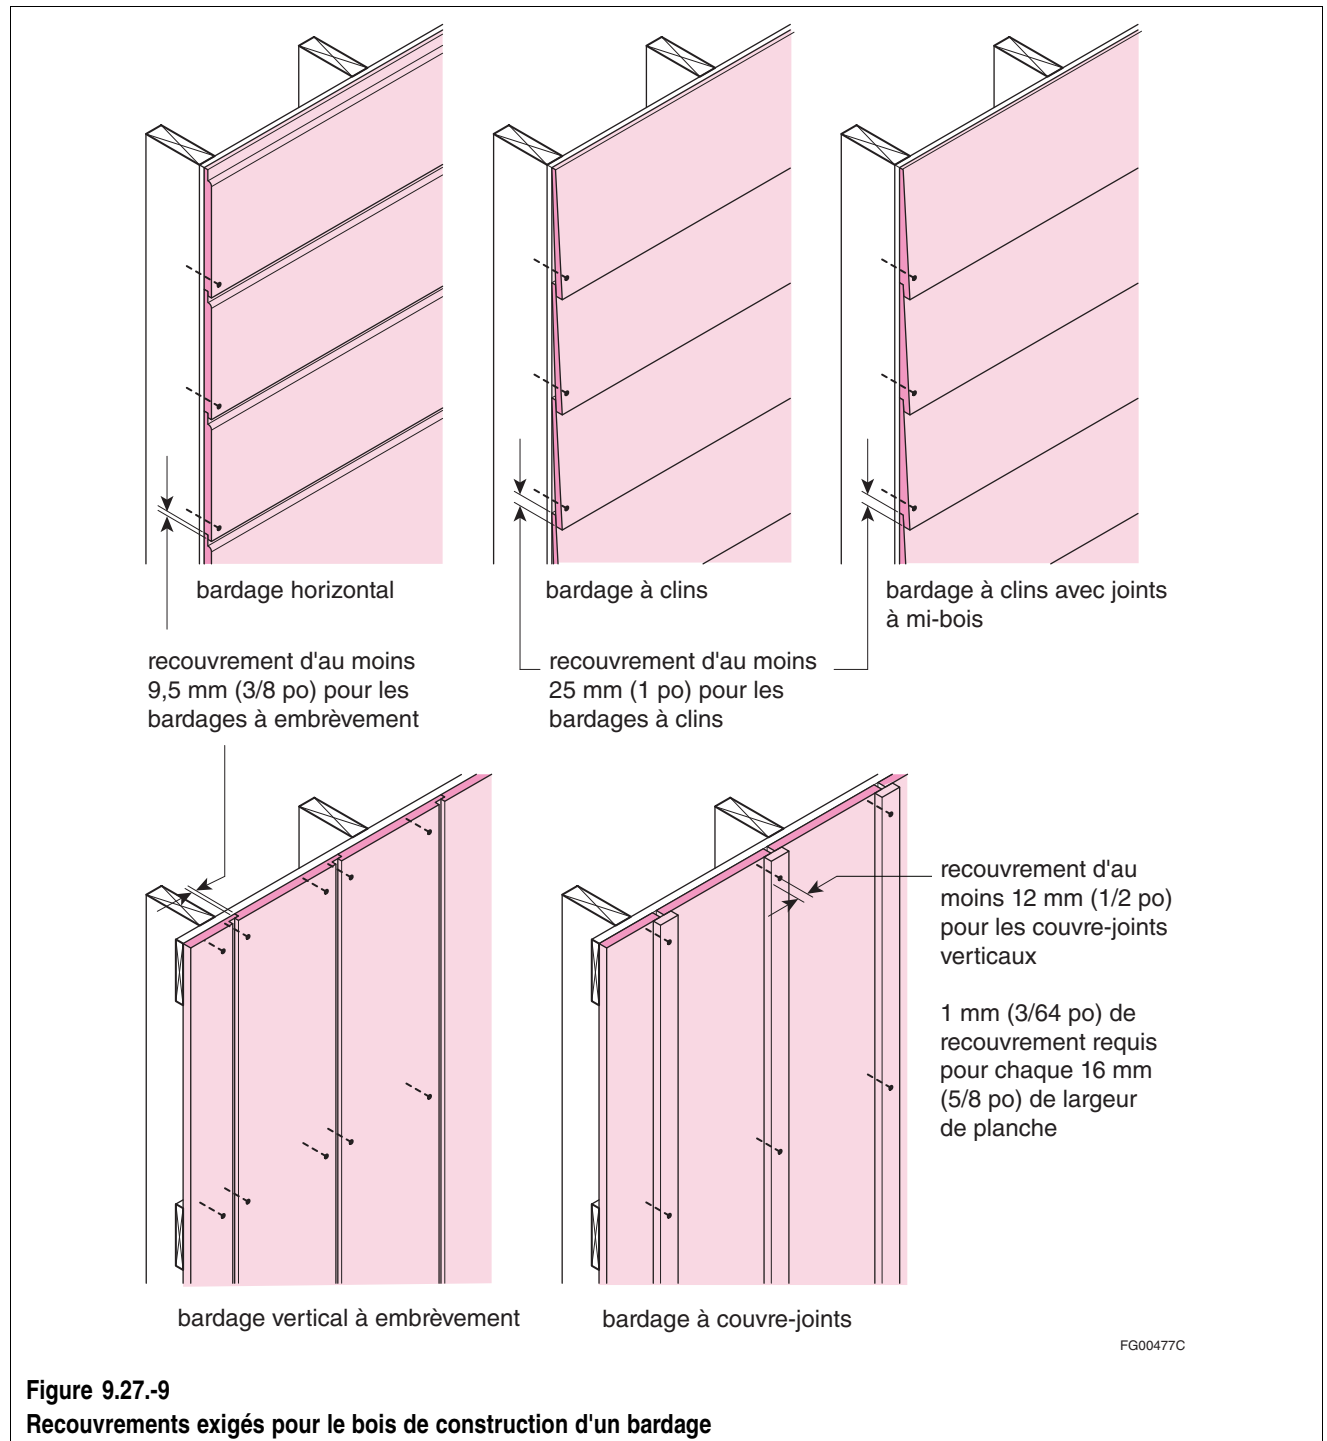 bardage horizontal
bardage à clins
bardage à clins avec joints
à mi-bois
recouvrement d'au moins
9,5 mm (3/8 po) pour les
bardages à embrèvement
recouvrement d'au moins
25 mm (1 po) pour les
bardages à clins
recouvrement d'au
moins 12 mm (1/2 po)
pour les couvre-joints
verticaux
1 mm (3/64 po) de
recouvrement requis
pour chaque 16 mm
(5/8 po) de largeur
de planche
bardage vertical à embrèvement
bardage à couvre-joints
FG00477C
Figure 9.27.-9
Recouvrements exigés pour le bois de construction d'un bardage